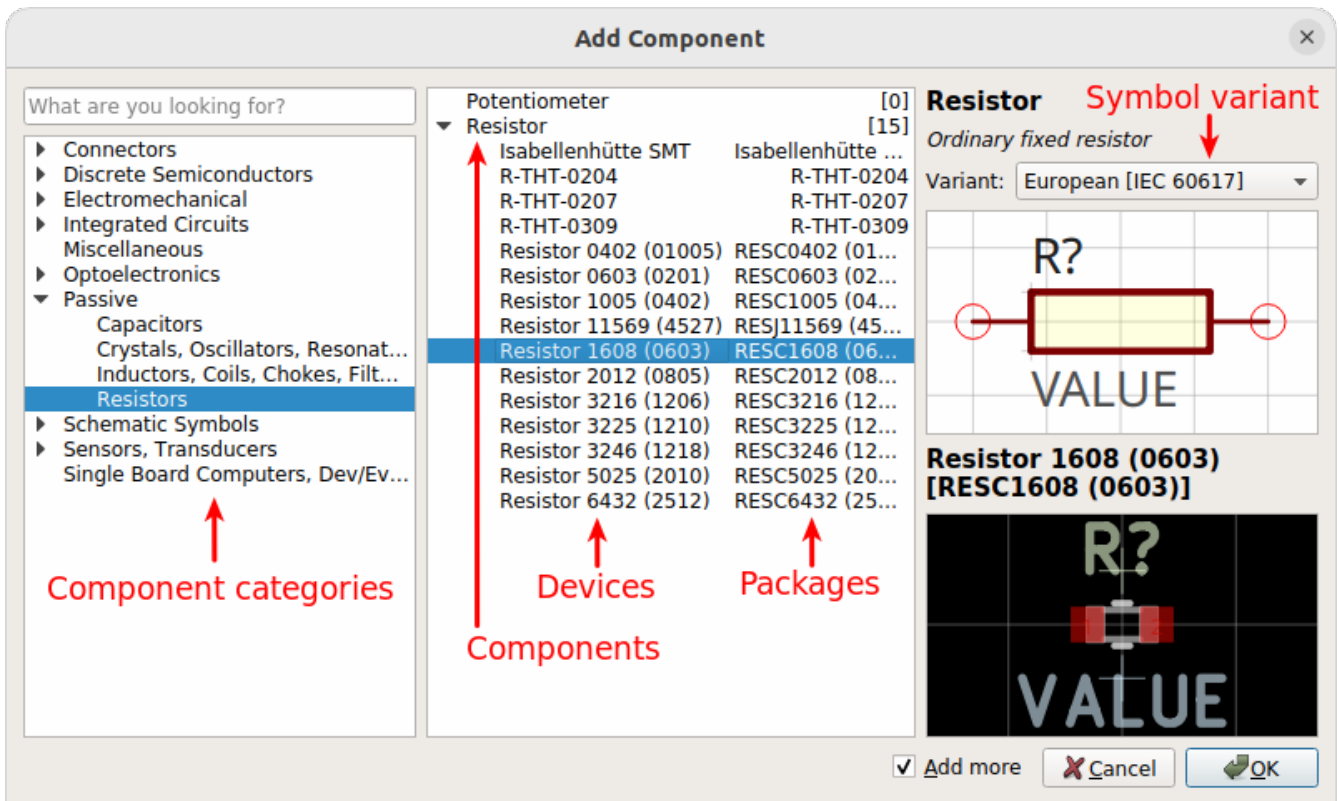 Add Component
What are you looking for?
Connectors
Discrete Semiconductors
Electromechanical
Integrated Circuits
Miscellaneous
Optoelectronics
Passive
Capacitors
Crystals, Oscillators, Resonat...
Inductors, Coils, Chokes, Filt...
Resistors
Schematic Symbols
Sensors, Transducers
Single Board Computers, Dev/Ev...
Component categories
Potentiometer [0]
Resistor [15]
Isabellenhütte SMT Isabellenhütte ...
R-THT-0204 R-THT-0204
R-THT-0207 R-THT-0207
R-THT-0309 R-THT-0309
Resistor 0402 (01005) RESC0402 (01...
Resistor 0603 (0201) RESC0603 (02...
Resistor 1005 (0402) RESC1005 (04...
Resistor 11569 (4527) RESJ11569 (45...
Resistor 1608 (0603) RESC1608 (06...
Resistor 2012 (0805) RESC2012 (08...
Resistor 3216 (1206) RESC3216 (12...
Resistor 3225 (1210) RESC3225 (12...
Resistor 3246 (1218) RESC3246 (12...
Resistor 5025 (2010) RESC5025 (20...
Resistor 6432 (2512) RESC6432 (25...
Devices Packages
Components
Resistor Symbol variant
Ordinary fixed resistor
Variant: European [IEC 60617]
R?
VALUE
Resistor 1608 (0603)
[RESC1608 (0603)]
R?
1 2
VALUE
Add more Cancel OK